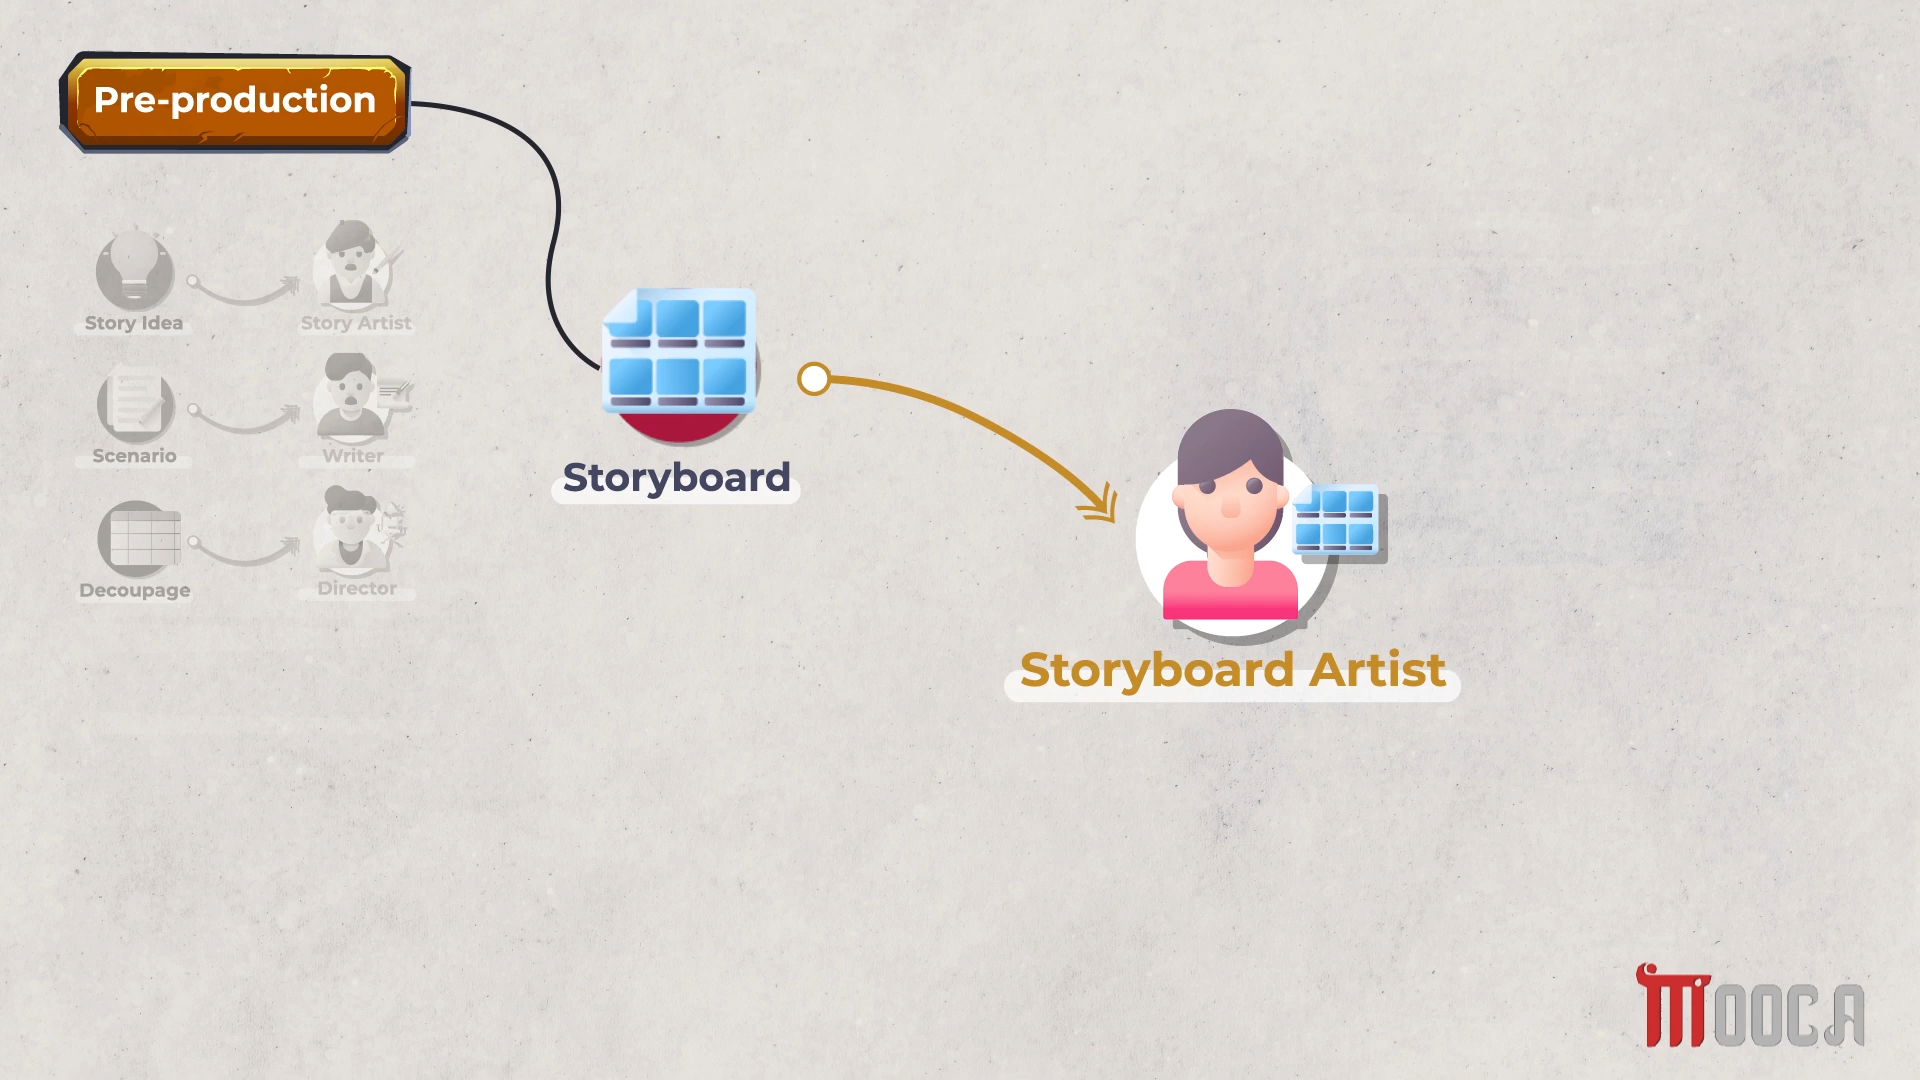 Pre-production
Story Idea
Story Artist
Scenario
Writer
Decoupage
Director
Storyboard
Storyboard Artist
MOOCA